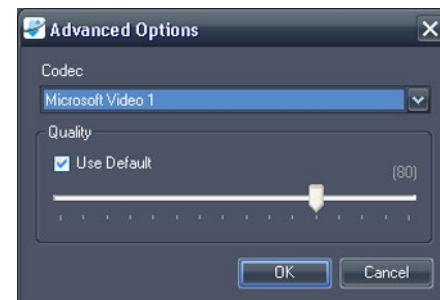 Advanced Options
Codec
Microsoft Video 1
Quality
Use Default
(80)
OK Cancel